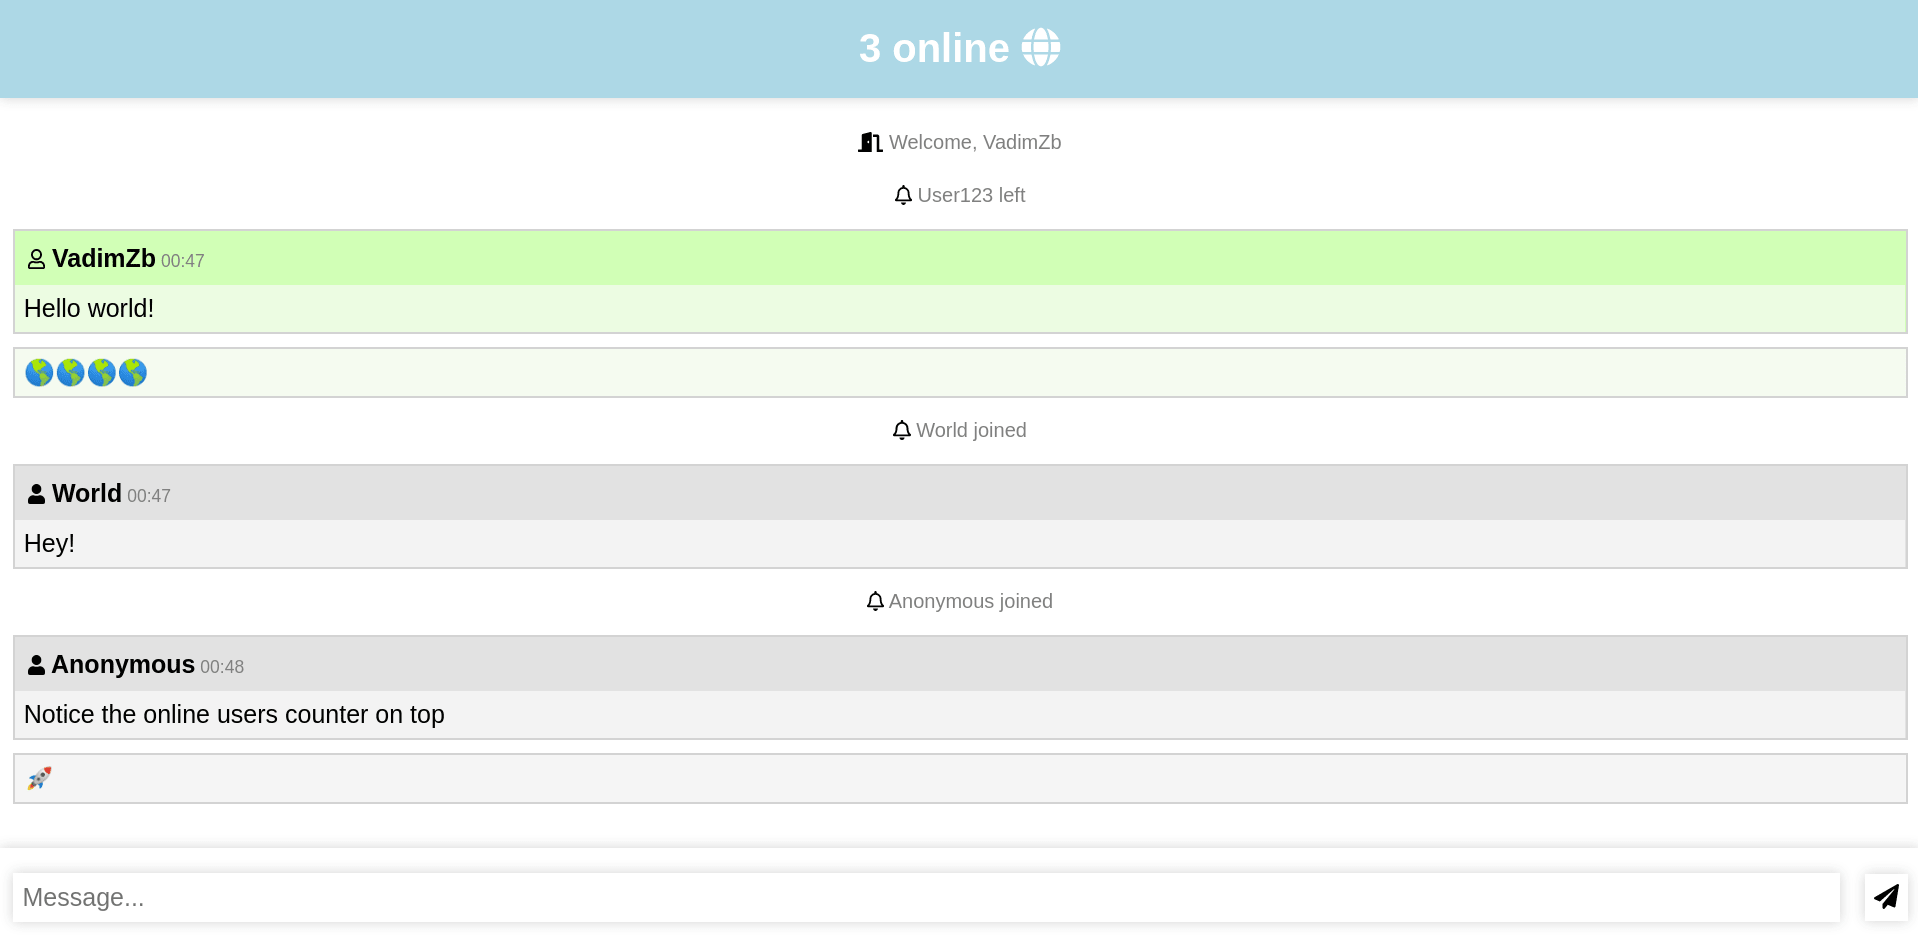 3 online
Welcome, VadimZb
User123 left
VadimZb 00:47
Hello world!
🌎🌎🌎🌎
World joined
World 00:47
Hey!
Anonymous joined
Anonymous 00:48
Notice the online users counter on top
🚀
Message...